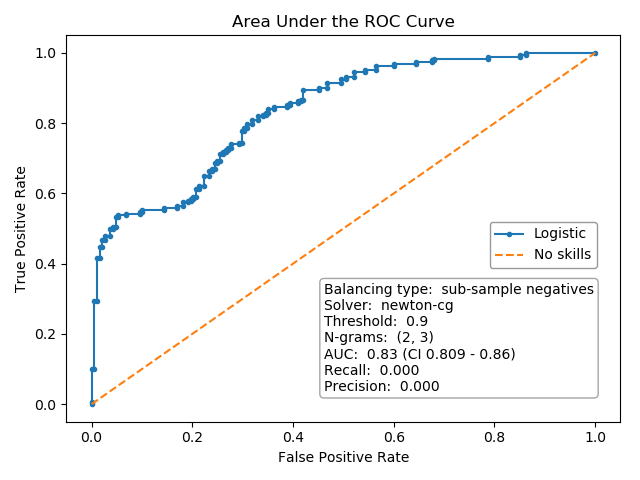 Area Under the ROC Curve
True Positive Rate
1.0
0.8
0.6
0.4
0.2
0.0
Logistic
No skills
Balancing type:  sub-sample negatives
Solver:  newton-cg
Threshold:  0.9
N-grams:  (2, 3)
AUC:  0.83 (CI 0.809 - 0.86)
Recall:  0.000
Precision:  0.000
0.0 0.2 0.4 0.6 0.8 1.0
False Positive Rate